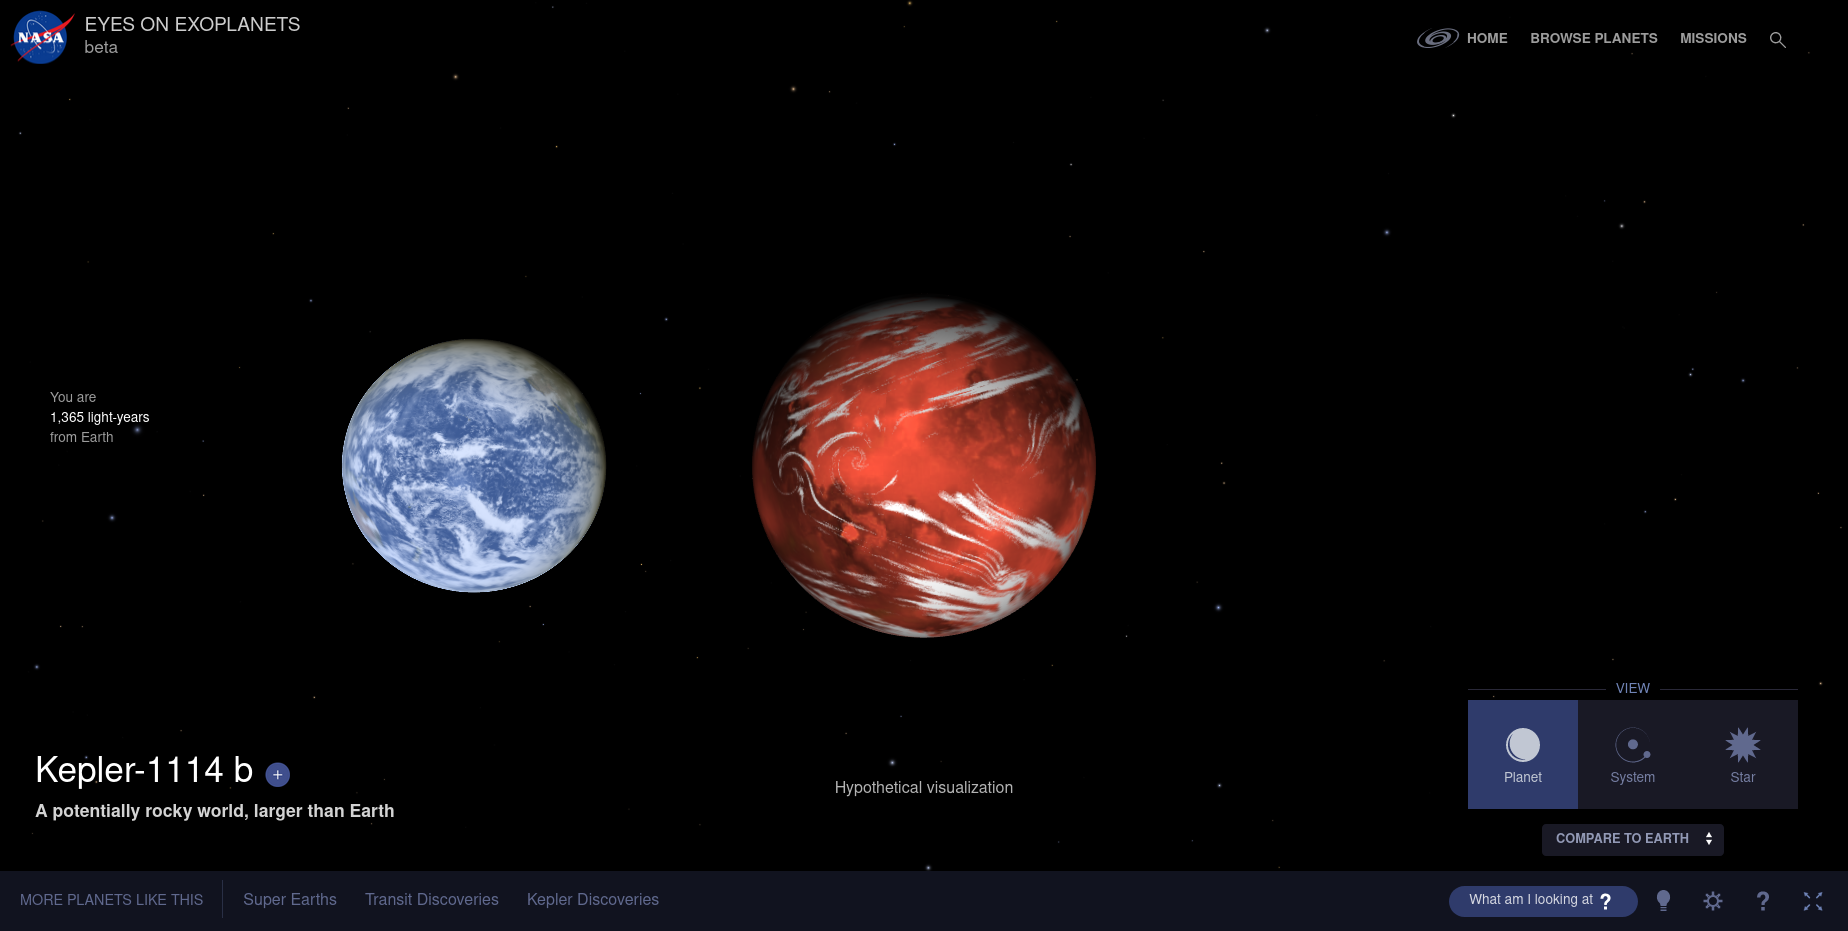 NASA
EYES ON EXOPLANETS
beta
HOME
BROWSE PLANETS
MISSIONS
You are
1,365 light-years
from Earth
Kepler-1114 b +
A potentially rocky world, larger than Earth
Hypothetical visualization
VIEW
Planet
System
Star
COMPARE TO EARTH
MORE PLANETS LIKE THIS
Super Earths
Transit Discoveries
Kepler Discoveries
What am I looking at ?
?